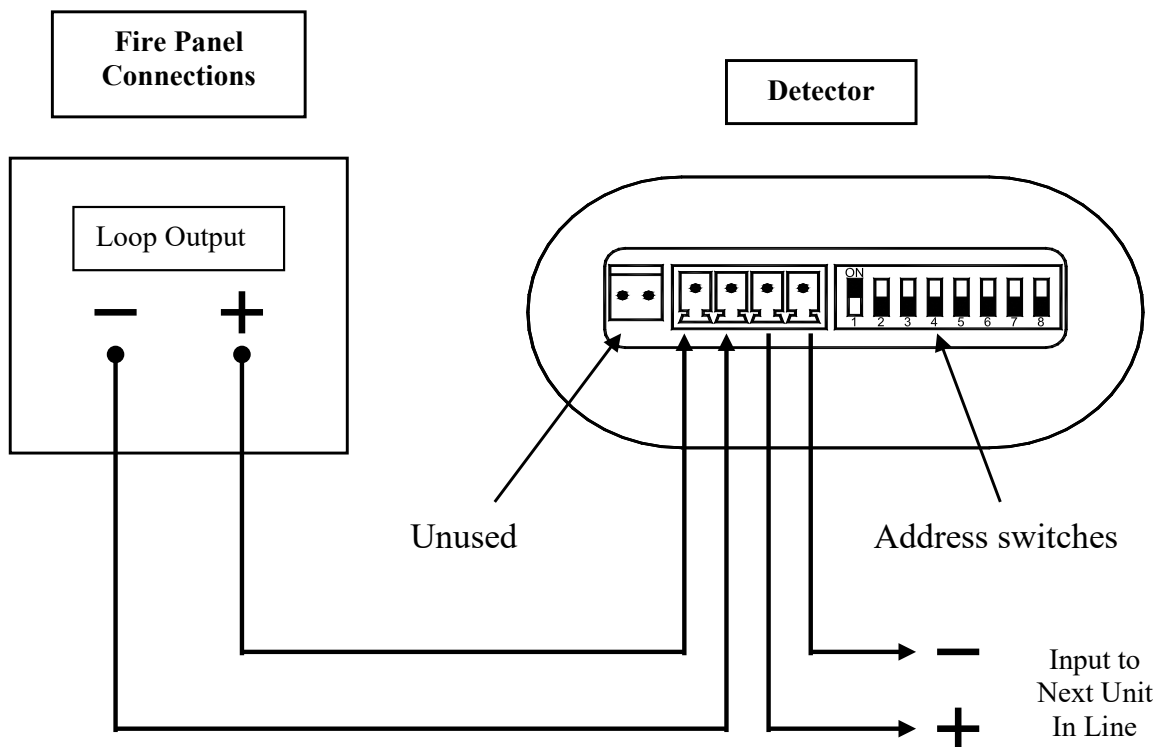 Fire Panel
Connections
Detector
Loop Output
− +
ON
1 2 3 4 5 6 7 8
Unused
Address switches
−
+
Input to
Next Unit
In Line